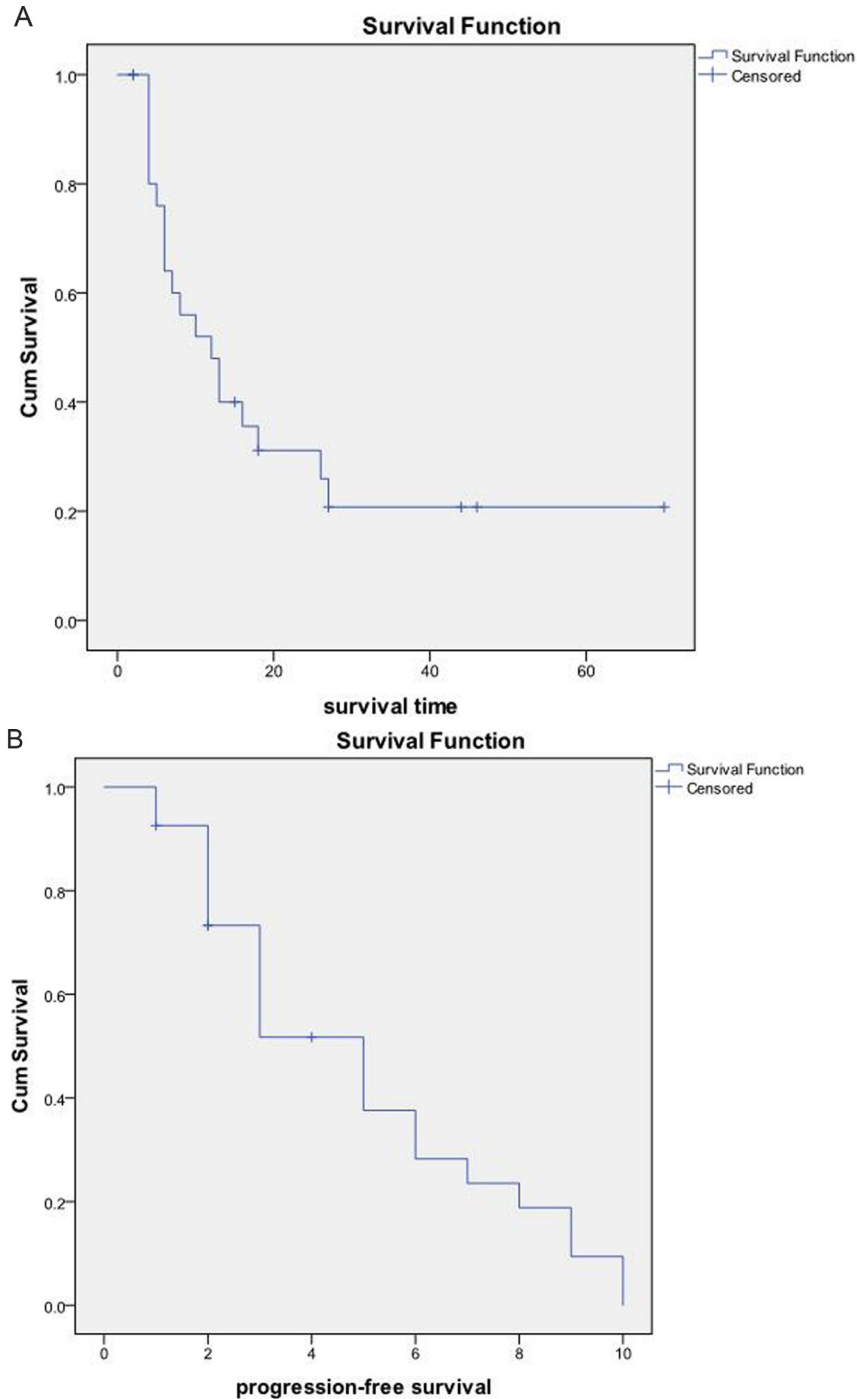 A
Survival Function
Survival Function
Censored
1.0
0.8
0.6
0.4
0.2
0.0
Cum Survival
0 20 40 60
survival time
B
Survival Function
Survival Function
Censored
1.0
0.8
0.6
0.4
0.2
0.0
Cum Survival
0 2 4 6 8 10
progression-free survival